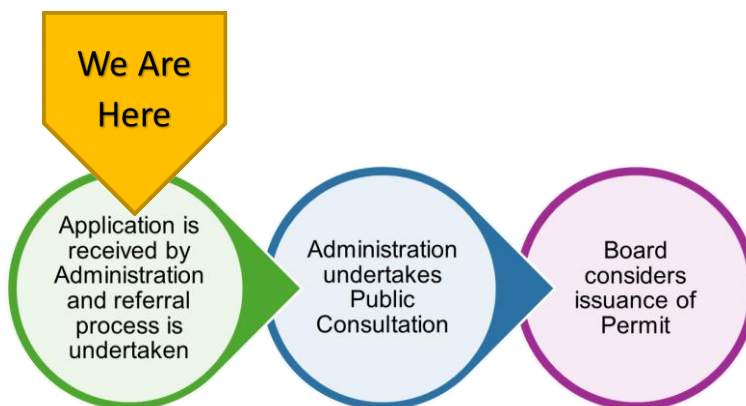 We Are
Here
Application is
received by
Administration
and referral
process is
undertaken
Administration
undertakes
Public
Consultation
Board
considers
issuance of
Permit